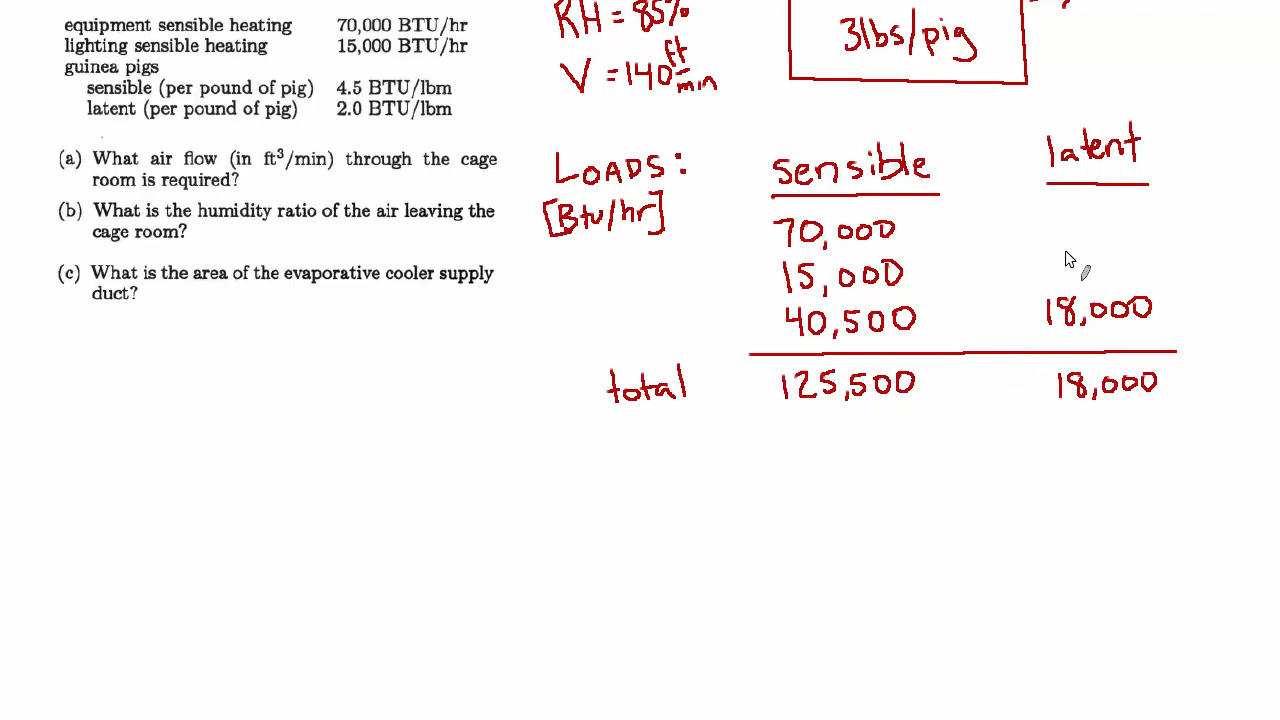 equipment sensible heating 70,000 BTU/hr
lighting sensible heating 15,000 BTU/hr
guinea pigs
sensible (per pound of pig) 4.5 BTU/lbm
latent (per pound of pig) 2.0 BTU/lbm
(a) What air flow (in ft³/min) through the cage
room is required?
(b) What is the humidity ratio of the air leaving the
cage room?
(c) What is the area of the evaporative cooler supply
duct?
RH = 85%
V = 140 ft/min
3lbs/pig
LOADS: sensible latent
[Btu/hr]
70,000
15,000
40,500 18,000
total 125,500 18,000